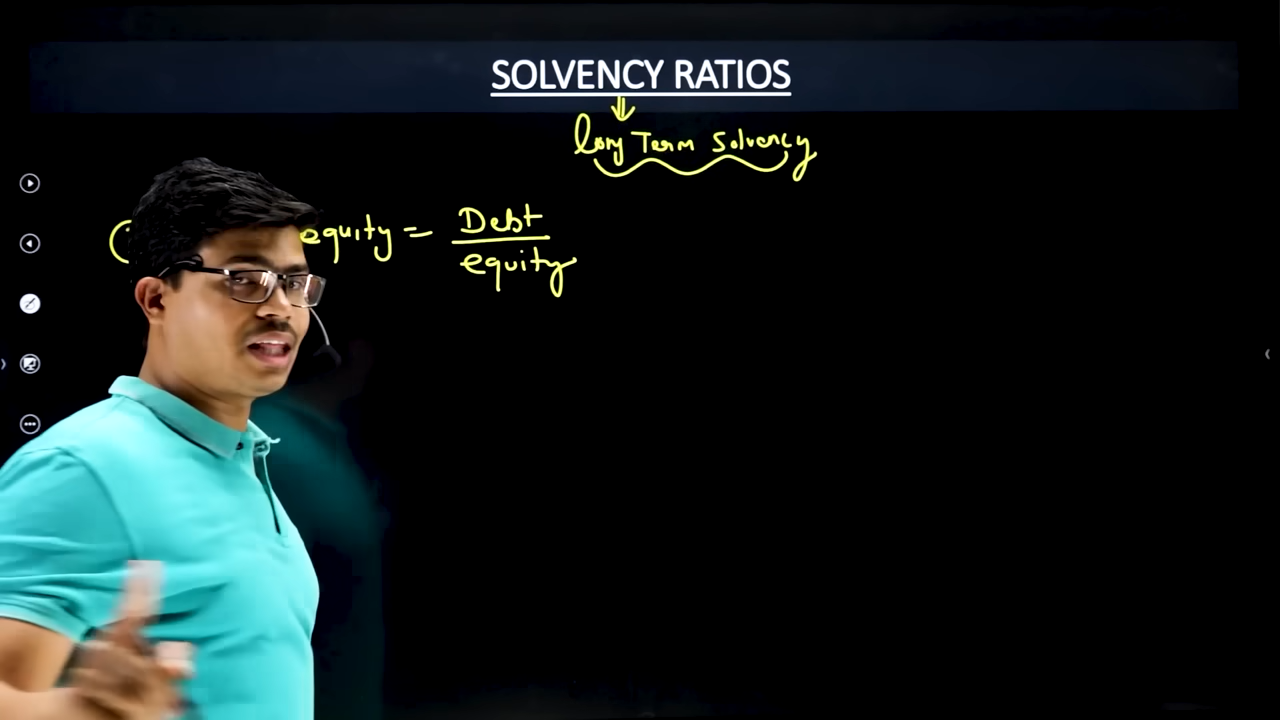 SOLVENCY RATIOS
Long Term Solvency
equity = Debt
equity